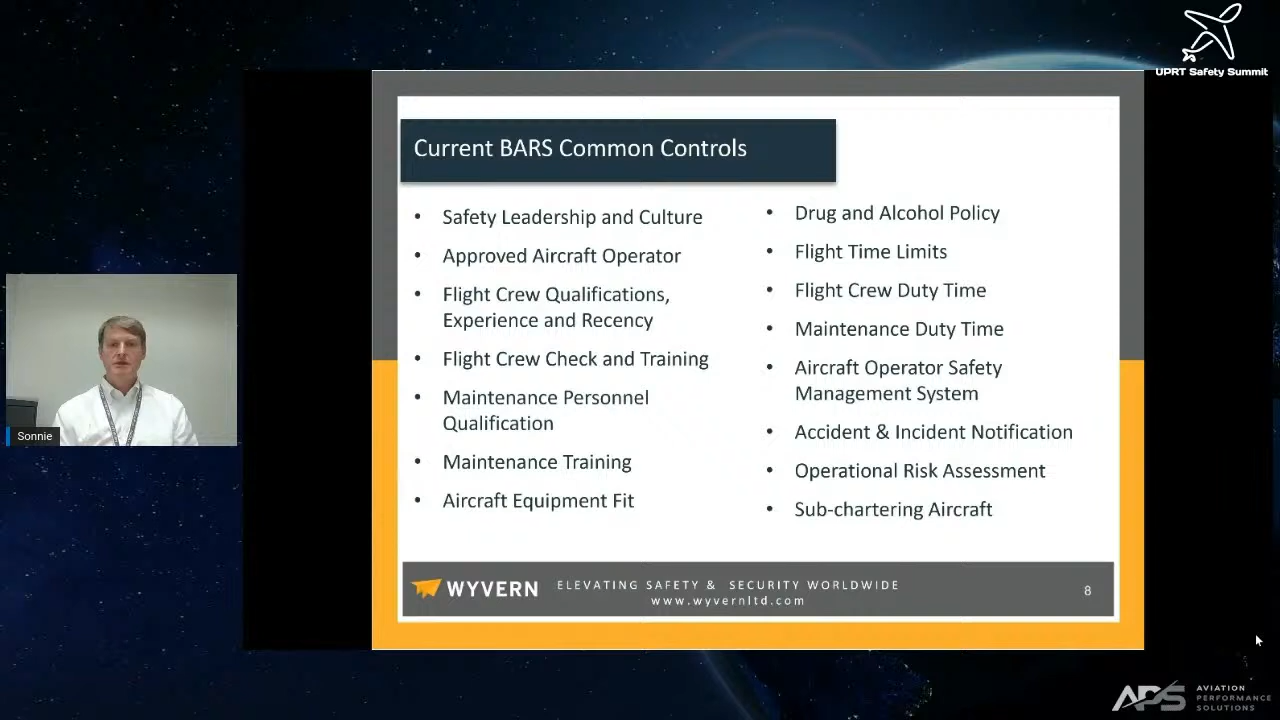 UPRT Safety Summit
Current BARS Common Controls
• Safety Leadership and Culture
• Approved Aircraft Operator
• Flight Crew Qualifications,
Experience and Recency
• Flight Crew Check and Training
• Maintenance Personnel
Qualification
• Maintenance Training
• Aircraft Equipment Fit
• Drug and Alcohol Policy
• Flight Time Limits
• Flight Crew Duty Time
• Maintenance Duty Time
• Aircraft Operator Safety
Management System
• Accident & Incident Notification
• Operational Risk Assessment
• Sub-chartering Aircraft
Sonnie
WYVERN
ELEVATING SAFETY & SECURITY WORLDWIDE
www.wyvernltd.com
8
APS
AVIATION
PERFORMANCE
SOLUTIONS